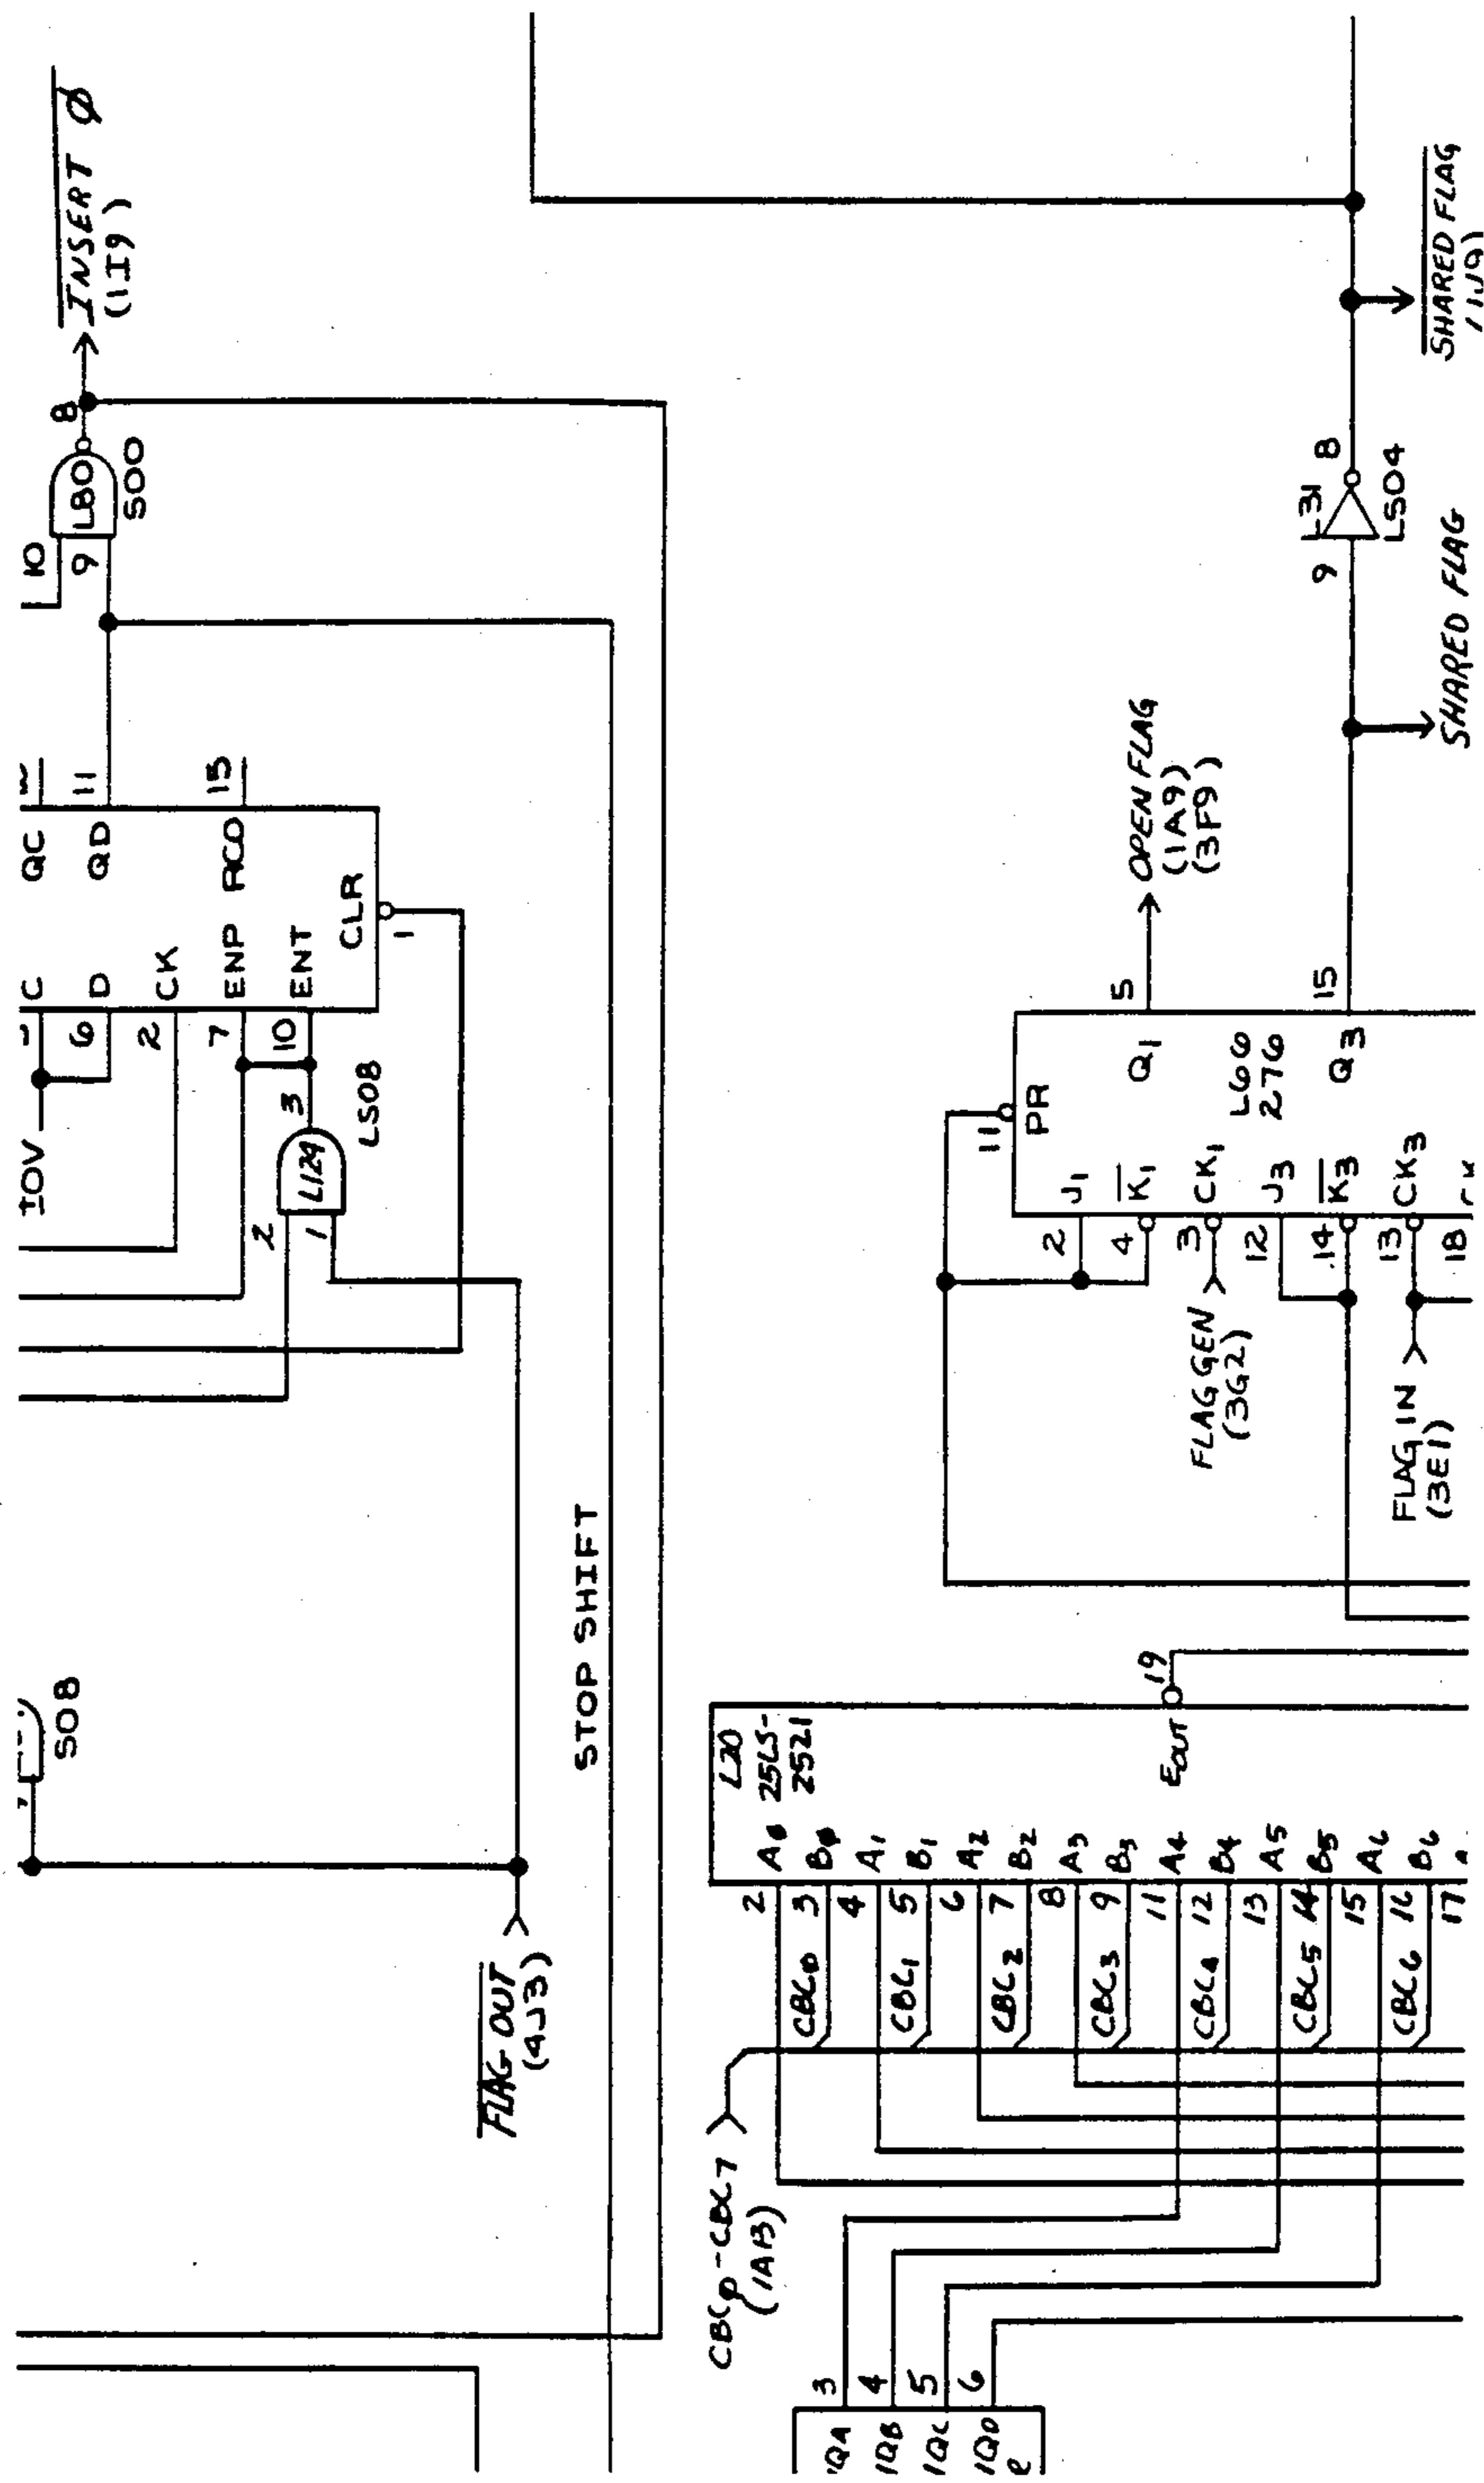 INSERT Ø
(1I9)
8
L80
S00
10
9
QC
QD
11
RCO
15
C
D
6
CK
2
ENP
7
ENT
10
CLR
1
±OV
3
L124
LS08
2
1
S08
STOP SHIFT
FLAG OUT
(4J3)
SHARED FLAG
(1J9)
L31
8
9
LS04
SHARED FLAG
OPEN FLAG
(1A9)
(3F9)
5
15
11
PR
Q1
L66
276
Q3
J1
K1
CK1
J3
K3
CK3
2
4
3
12
14
13
18
FLAG GEN
(3G2)
FLAG IN
(3E1)
L20
25LS-
2521
EOUT
19
A0
B0
A1
B1
A2
B2
A3
B3
A4
B4
A5
B5
A6
B6
2
3
4
5
6
7
8
9
11
12
13
14
15
16
17
CBC0
CBC1
CBC2
CBC3
CBC4
CBC5
CBC6
CBC0-CBC7
(1A13)
3
4
5
6
1QA
1QB
1QC
1QD